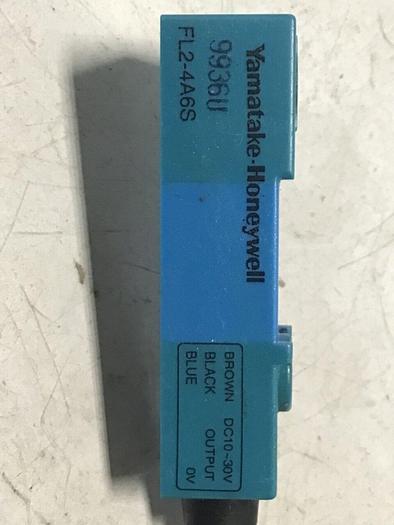 Yamatake-Honeywell
9936U
FL2-4A6S
BROWN DC10~30V
BLACK OUTPUT
BLUE 0V